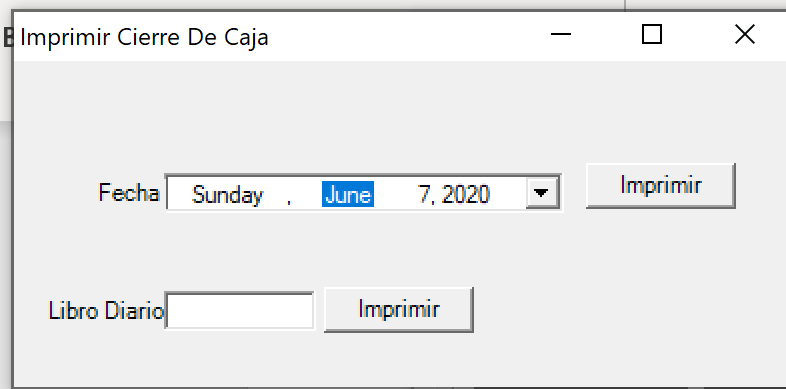 B
Imprimir Cierre De Caja
Fecha Sunday , June 7, 2020 Imprimir
Libro Diario Imprimir